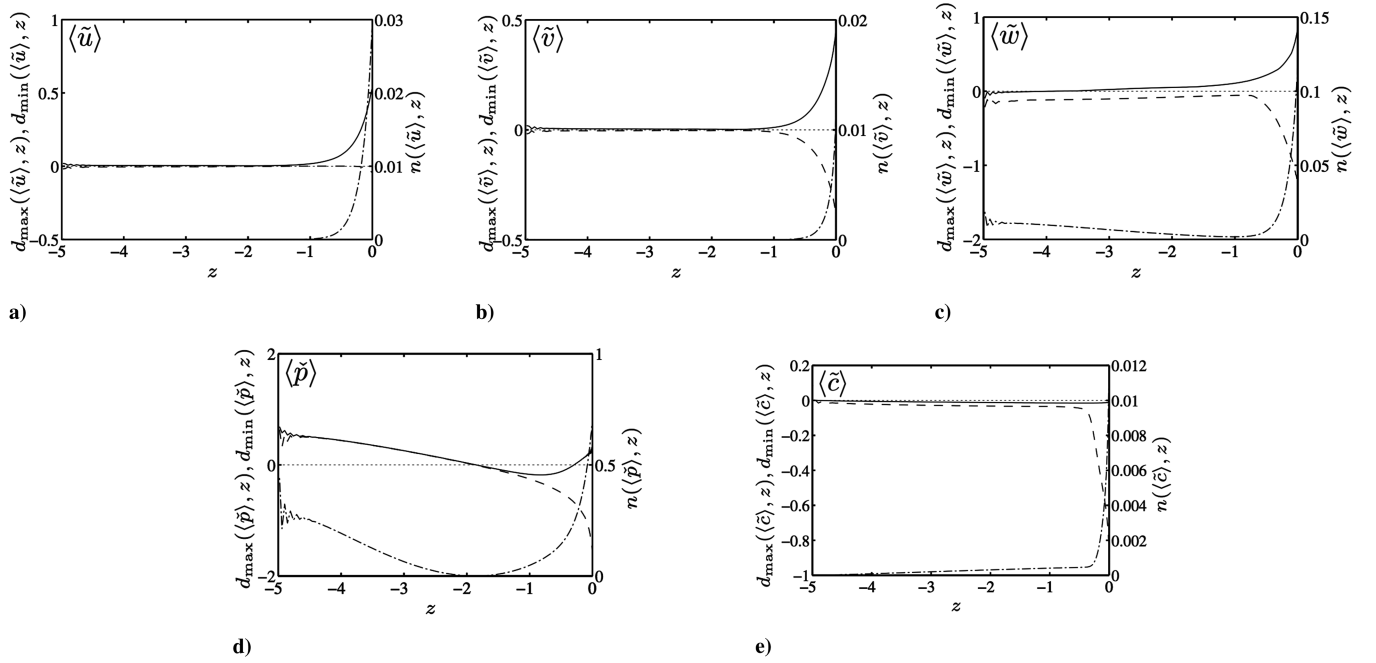 ⟨ũ⟩
d_max(⟨ũ⟩, z), d_min(⟨ũ⟩, z)
1
0.5
0
−0.5
−5 −4 −3 −2 −1 0
z
0.03
0.02
0.01
0
n(⟨ũ⟩, z)
a)
⟨ṽ⟩
d_max(⟨ṽ⟩, z), d_min(⟨ṽ⟩, z)
0.5
0
−0.5
−5 −4 −3 −2 −1 0
z
0.02
0.01
0
n(⟨ṽ⟩, z)
b)
⟨w̃⟩
d_max(⟨w̃⟩, z), d_min(⟨w̃⟩, z)
1
0
−1
−2
−5 −4 −3 −2 −1 0
z
0.15
0.1
0.05
0
n(⟨w̃⟩, z)
c)
⟨p̌⟩
d_max(⟨p̌⟩, z), d_min(⟨p̌⟩, z)
2
0
−2
−5 −4 −3 −2 −1 0
z
1
0.5
0
n(⟨p̌⟩, z)
d)
⟨c̃⟩
d_max(⟨c̃⟩, z), d_min(⟨c̃⟩, z)
0.2
0
−0.2
−0.4
−0.6
−0.8
−1
−5 −4 −3 −2 −1 0
z
0.012
0.01
0.008
0.006
0.004
0.002
0
n(⟨c̃⟩, z)
e)